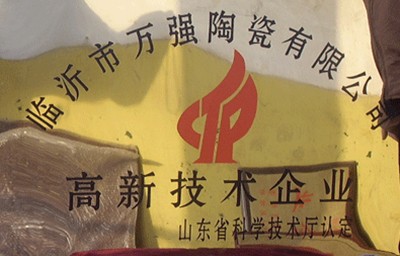 临沂市万强陶瓷有限公司
高新技术企业
山东省科学技术厅认定